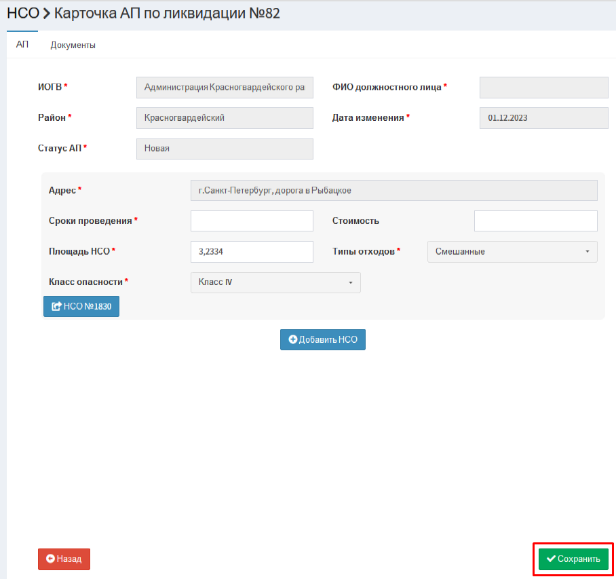 НСО > Карточка АП по ликвидации №82
АП Документы
ИОГВ * Администрация Красногвардейского ра ФИО должностного лица *
Район * Красногвардейский Дата изменения * 01.12.2023
Статус АП * Новая
Адрес * г.Санкт-Петербург, дорога в Рыбацкое
Сроки проведения * Стоимость
Площадь НСО * 3,2334 Типы отходов * Смешанные
Класс опасности * Класс IV
НСО №1830
Добавить НСО
Назад Сохранить